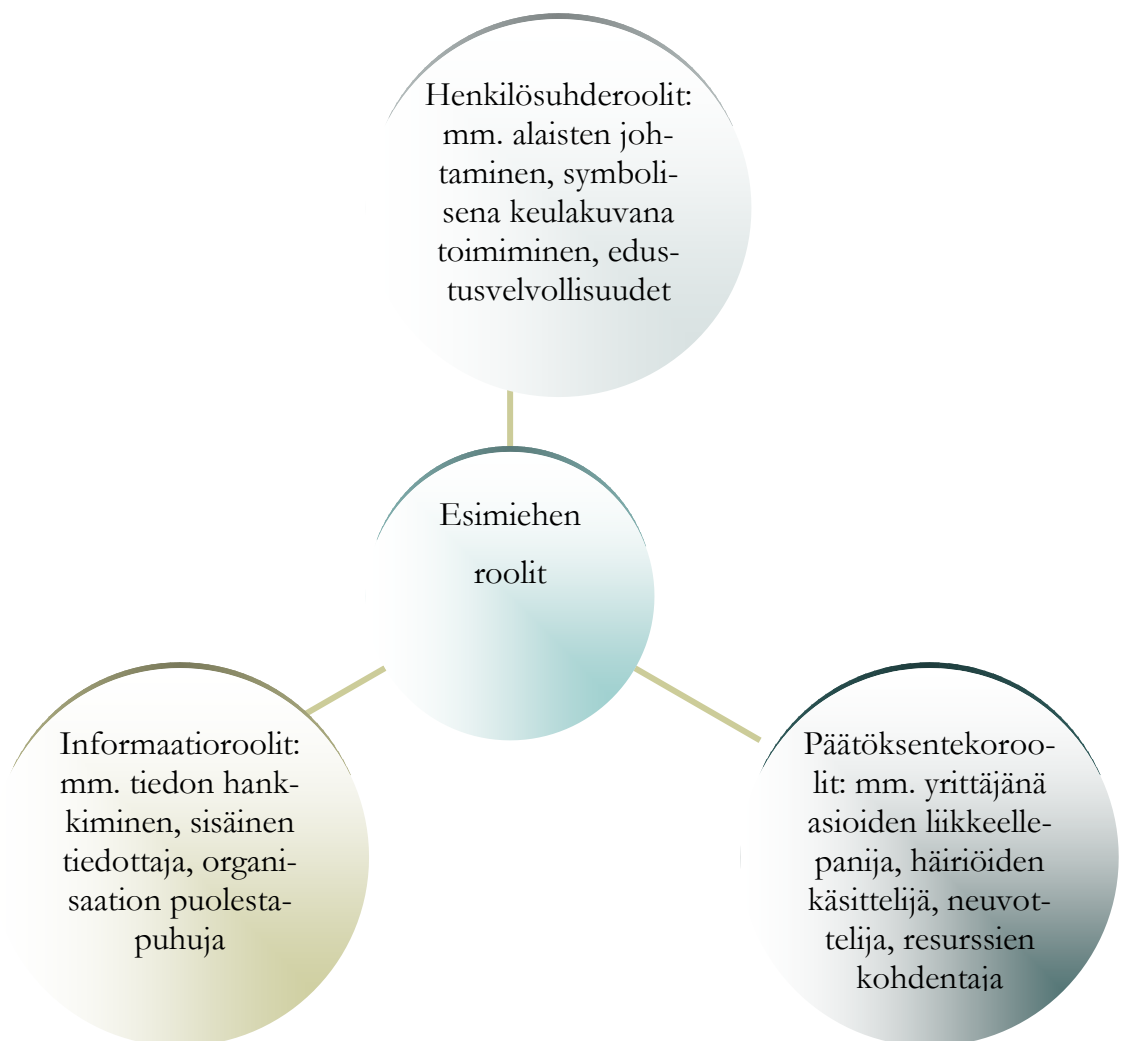 Henkilösuhderoolit:
mm. alaisten joh-
taminen, symboli-
sena keulakuvana
toimiminen, edus-
tusvelvollisuudet
Esimiehen
roolit
Informaatioroolit:
mm. tiedon hank-
kiminen, sisäinen
tiedottaja, organi-
saation puolesta-
puhuja
Päätöksentekoroo-
lit: mm. yrittäjänä
asioiden liikkeelle-
panija, häiriöiden
käsittelijä, neuvot-
telija, resurssien
kohdentaja